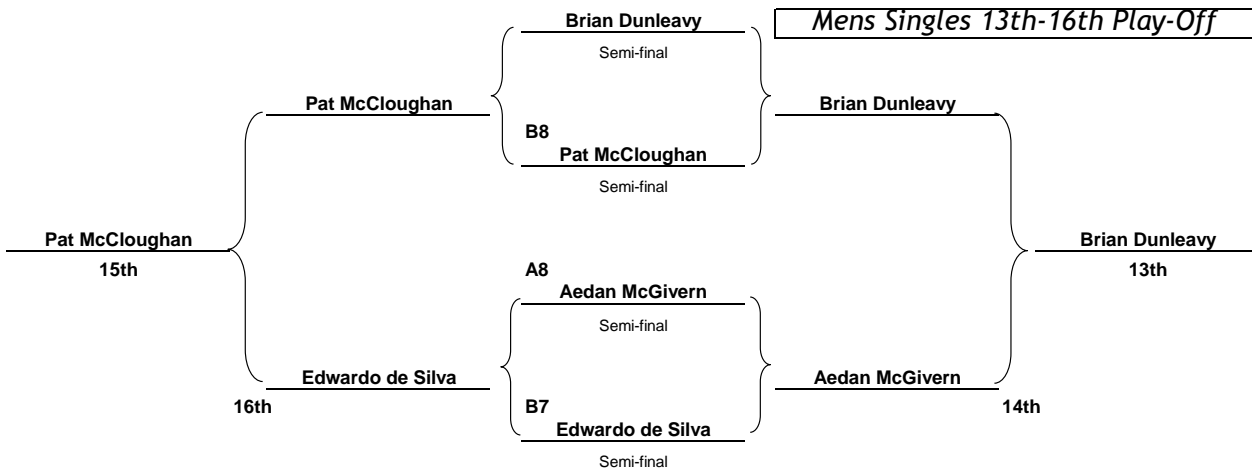 Brian Dunleavy
Mens Singles 13th-16th Play-Off
Semi-final
Pat McCloughan
Brian Dunleavy
B8
Pat McCloughan
Semi-final
Pat McCloughan
Brian Dunleavy
15th
A8
13th
Aedan McGivern
Semi-final
Edwardo de Silva
Aedan McGivern
16th
B7
14th
Edwardo de Silva
Semi-final